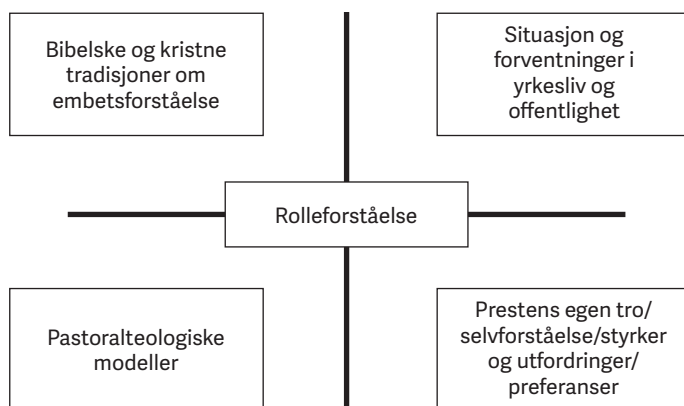 Bibelske og kristne
tradisjoner om
embetsforståelse
Situasjon og
forventninger i
yrkesliv og
offentlighet
Rolleforståelse
Pastoralteologiske
modeller
Prestens egen tro/
selvforståelse/styrker
og utfordringer/
preferanser